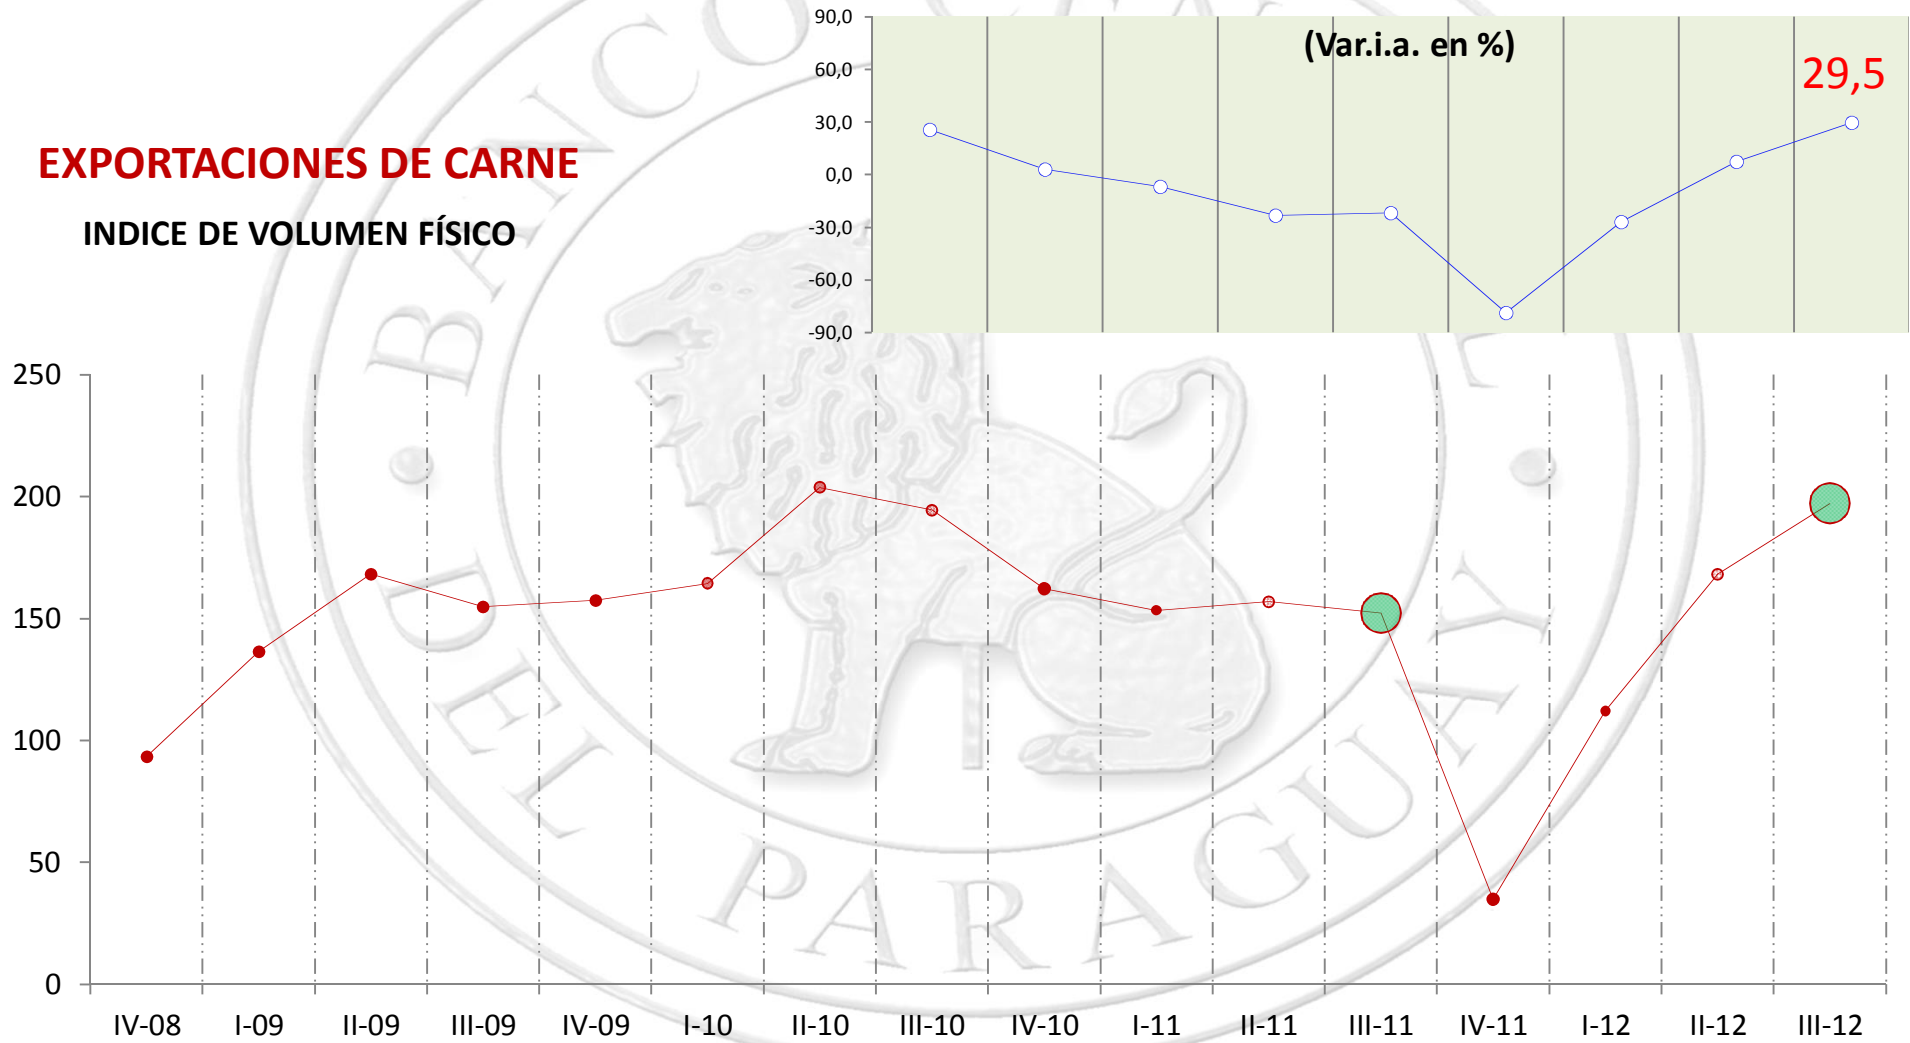 90,0
(Var.i.a. en %)
60,0
29,5
30,0
0,0
-30,0
-60,0
-90,0
EXPORTACIONES DE CARNE
INDICE DE VOLUMEN FÍSICO
250
200
150
100
50
0
IV-08 I-09 II-09 III-09 IV-09 I-10 II-10 III-10 IV-10 I-11 II-11 III-11 IV-11 I-12 II-12 III-12
BANCO
DEL PARAGUAY